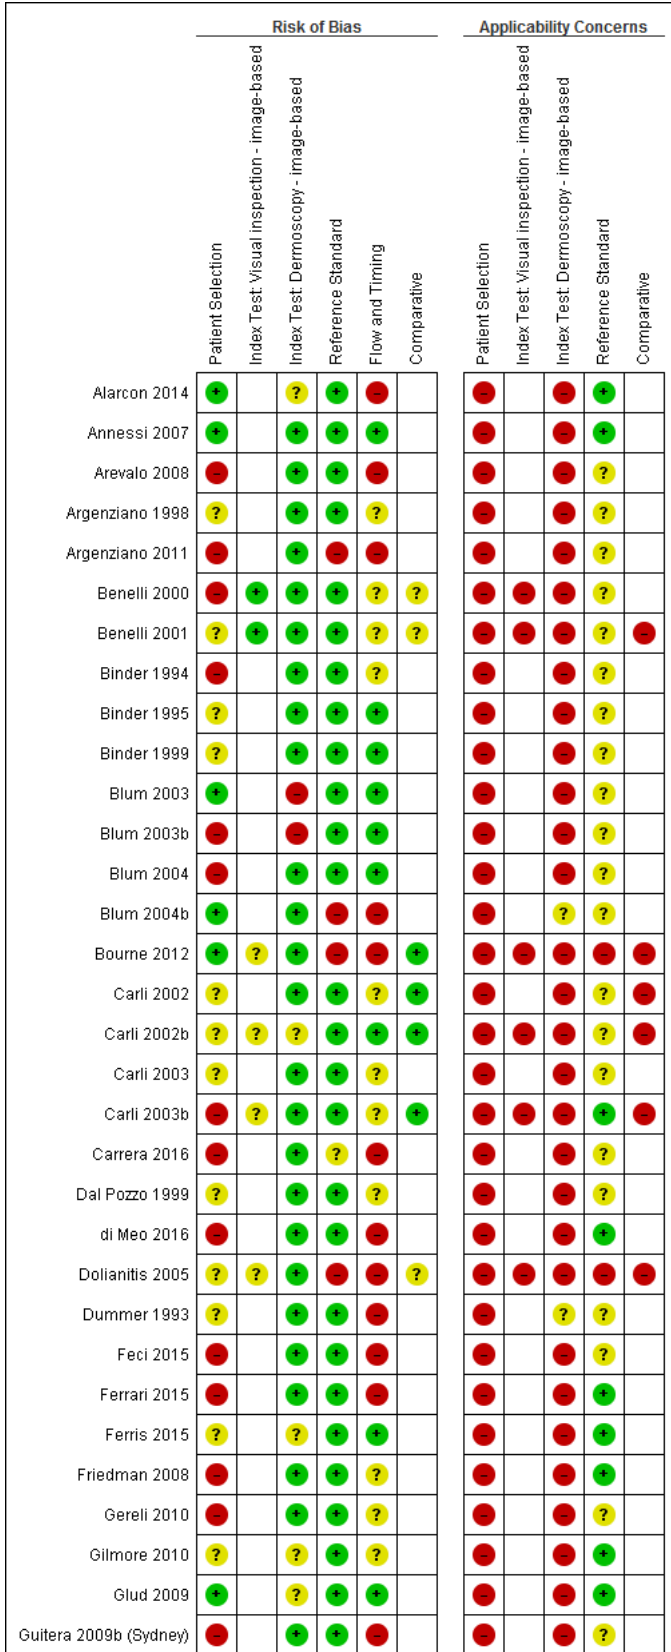 Risk of Bias
Applicability Concerns
Patient Selection
Index Test: Visual inspection - image-based
Index Test: Dermoscopy - image-based
Reference Standard
Flow and Timing
Comparative
Patient Selection
Index Test: Visual inspection - image-based
Index Test: Dermoscopy - image-based
Reference Standard
Comparative
Alarcon 2014 + ? + - - - +
Annessi 2007 + + + + - - +
Arevalo 2008 - + + - - - ?
Argenziano 1998 ? + + ? - - ?
Argenziano 2011 - + - - - - ?
Benelli 2000 - + + + ? ? - - - ?
Benelli 2001 ? + + + ? ? - - - ? -
Binder 1994 - + + ? - - ?
Binder 1995 ? + + + - - ?
Binder 1999 ? + + + - - ?
Blum 2003 + - + + - - ?
Blum 2003b - - + + - - ?
Blum 2004 - + + + - - ?
Blum 2004b + + - - - ? ?
Bourne 2012 + ? + - - + - - - - -
Carli 2002 ? + + ? + - - ? -
Carli 2002b ? ? ? + + + - - - ? -
Carli 2003 ? + + ? - - ?
Carli 2003b - ? + + ? + - - - + -
Carrera 2016 - + ? - - - ?
Dal Pozzo 1999 ? + + ? - - ?
di Meo 2016 - + + - - - +
Dolianitis 2005 ? ? + - - ? - - - - -
Dummer 1993 ? + + - - ? ?
Feci 2015 - + + - - - ?
Ferrari 2015 - + + - - - +
Ferris 2015 ? ? + + - - +
Friedman 2008 - + + ? - - +
Gereli 2010 - + + ? - - ?
Gilmore 2010 ? ? + ? - - +
Glud 2009 + ? + + - - +
Guitera 2009b (Sydney) - + + - - - ?